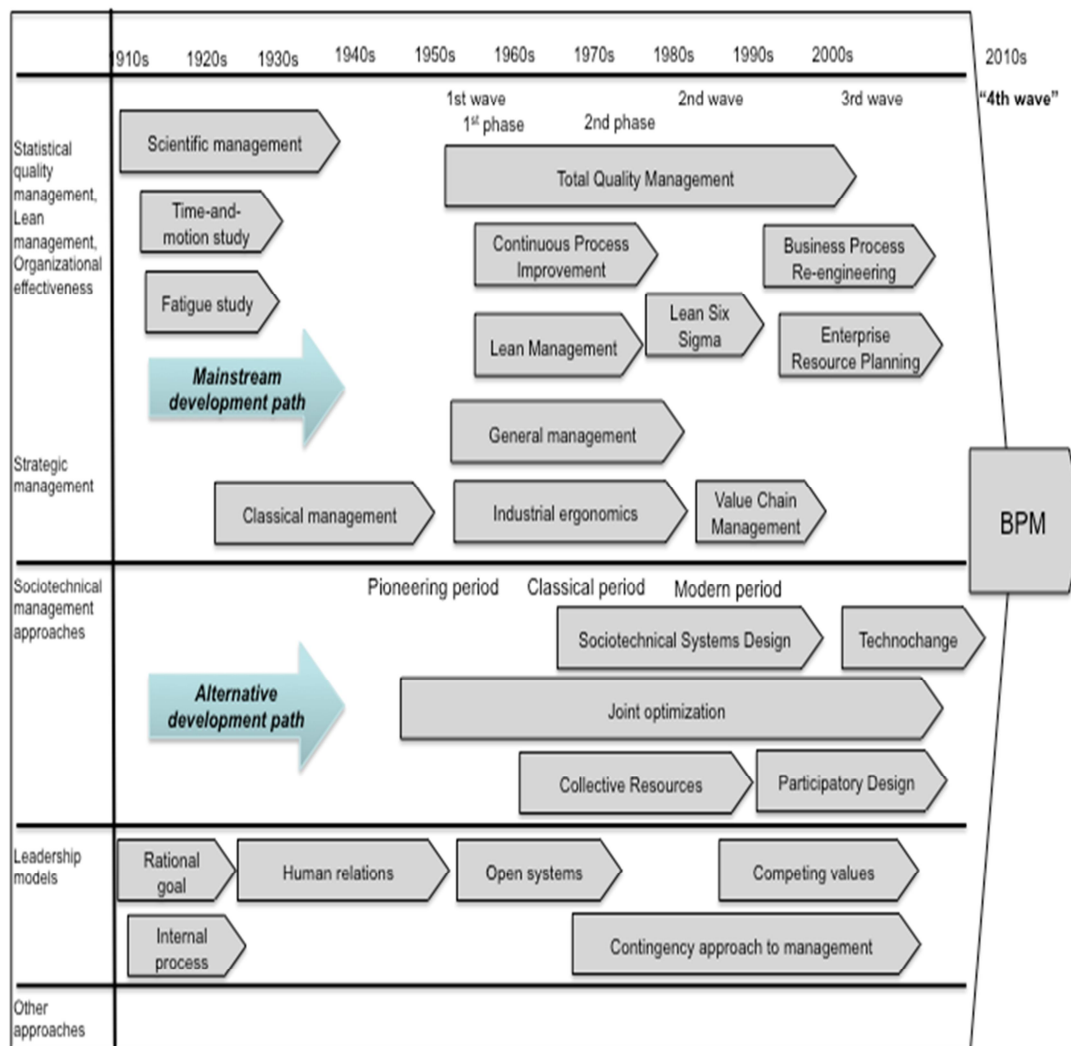 1910s 1920s 1930s 1940s 1950s 1960s 1970s 1980s 1990s 2000s 2010s
1st wave 2nd wave 3rd wave "4th wave"
1st phase 2nd phase
Statistical
quality
management,
Lean
management,
Organizational
effectiveness
Scientific management
Total Quality Management
Time-and-
motion study
Continuous Process
Improvement
Business Process
Re-engineering
Fatigue study
Lean Six
Sigma
Lean Management
Enterprise
Resource Planning
Mainstream
development path
General management
Strategic
management
Classical management
Industrial ergonomics
Value Chain
Management
BPM
Sociotechnical
management
approaches
Pioneering period Classical period Modern period
Sociotechnical Systems Design
Technochange
Alternative
development path
Joint optimization
Collective Resources
Participatory Design
Leadership
models
Rational
goal
Human relations
Open systems
Competing values
Internal
process
Contingency approach to management
Other
approaches